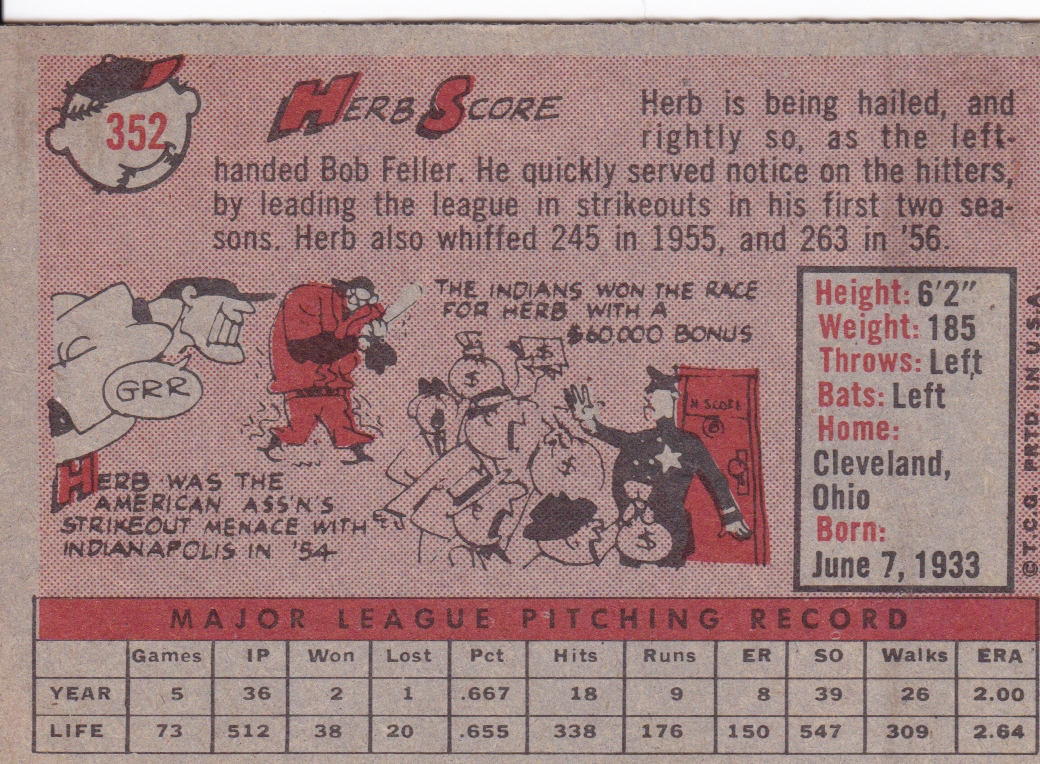 352
HERB SCORE
Herb is being hailed, and
rightly so, as the left-
handed Bob Feller. He quickly served notice on the hitters,
by leading the league in strikeouts in his first two sea-
sons. Herb also whiffed 245 in 1955, and 263 in '56.
THE INDIANS WON THE RACE
FOR HERB WITH A
$60.000 BONUS
GRR
$
$
$
$
H SCORE
HERB WAS THE
AMERICAN ASS'N'S
STRIKEOUT MENACE WITH
INDIANAPOLIS IN '54
Height: 6'2"
Weight: 185
Throws: Left
Bats: Left
Home:
Cleveland,
Ohio
Born:
June 7, 1933
©T.C.G. PRTD. IN U.S.A.
MAJOR LEAGUE PITCHING RECORD
Games IP Won Lost Pct Hits Runs ER SO Walks ERA
YEAR 5 36 2 1 .667 18 9 8 39 26 2.00
LIFE 73 512 38 20 .655 338 176 150 547 309 2.64